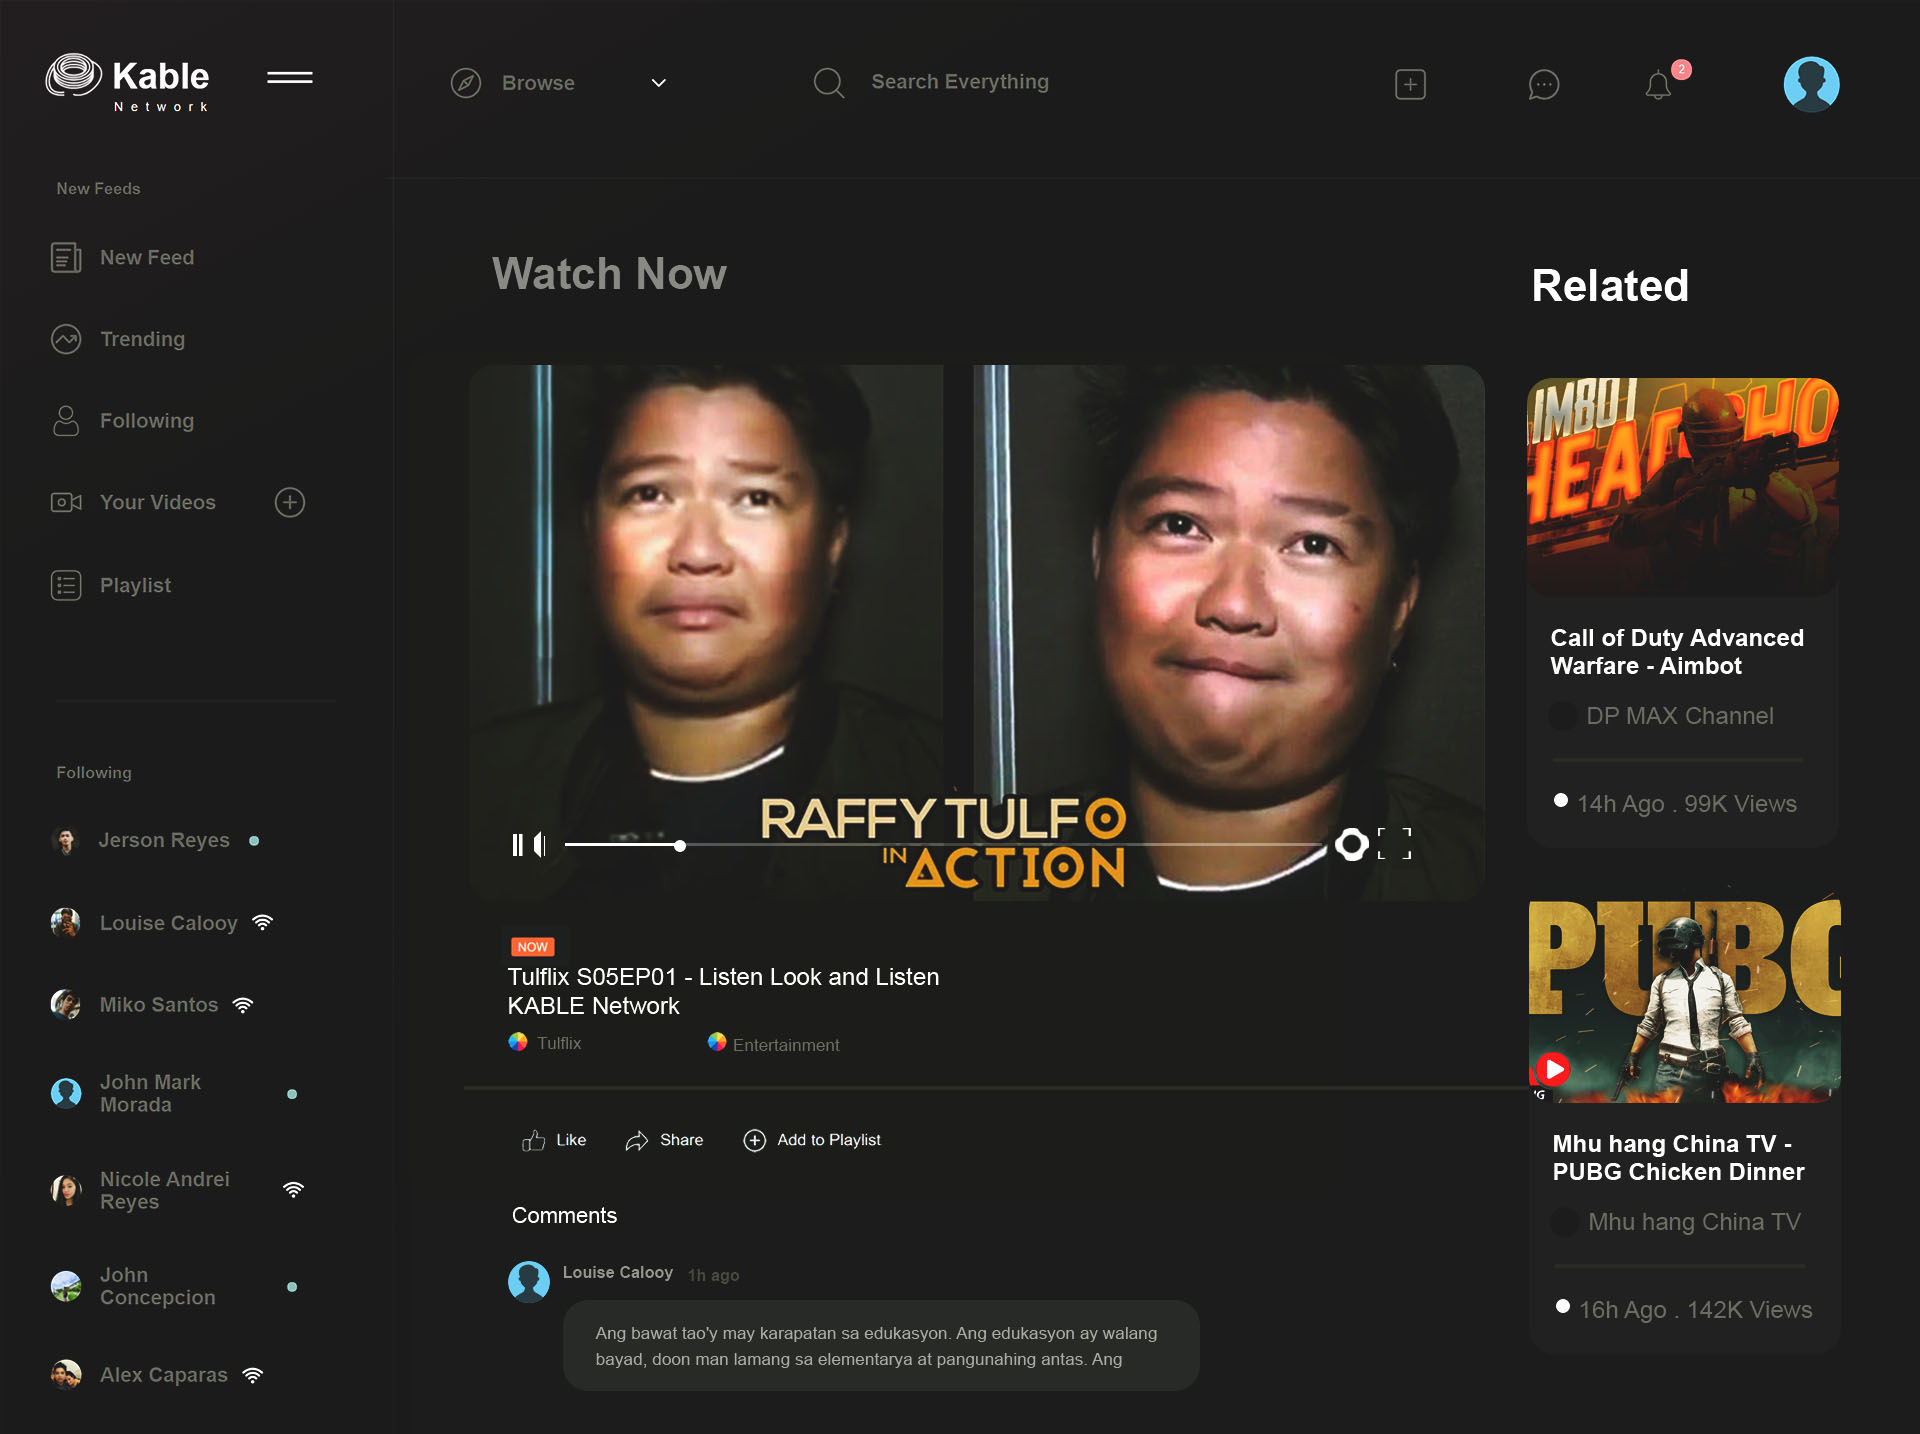 Kable
Network
Browse
Search Everything
2
New Feeds
New Feed
Trending
Following
Your Videos
Playlist
Following
Jerson Reyes
Louise Calooy
Miko Santos
John Mark
Morada
Nicole Andrei
Reyes
John
Concepcion
Alex Caparas
Watch Now
RAFFY TULFO
IN ACTION
NOW
Tulflix S05EP01 - Listen Look and Listen
KABLE Network
Tulflix
Entertainment
Like
Share
Add to Playlist
Comments
Louise Calooy
1h ago
Ang bawat tao'y may karapatan sa edukasyon. Ang edukasyon ay walang
bayad, doon man lamang sa elementarya at pangunahing antas. Ang
Related
IMBOT
HEADSHO
Call of Duty Advanced
Warfare - Aimbot
DP MAX Channel
14h Ago . 99K Views
PUBG
Mhu hang China TV -
PUBG Chicken Dinner
Mhu hang China TV
16h Ago . 142K Views